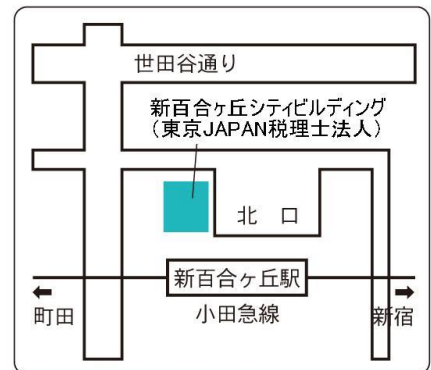 世田谷通り
新百合ヶ丘シティビルディング
（東京JAPAN税理士法人）
北　口
新百合ヶ丘駅
町田
小田急線
新宿